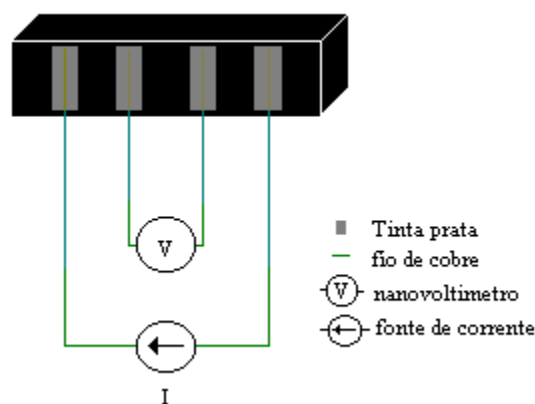 V
I
Tinta prata
fio de cobre
V nanovoltimetro
fonte de corrente